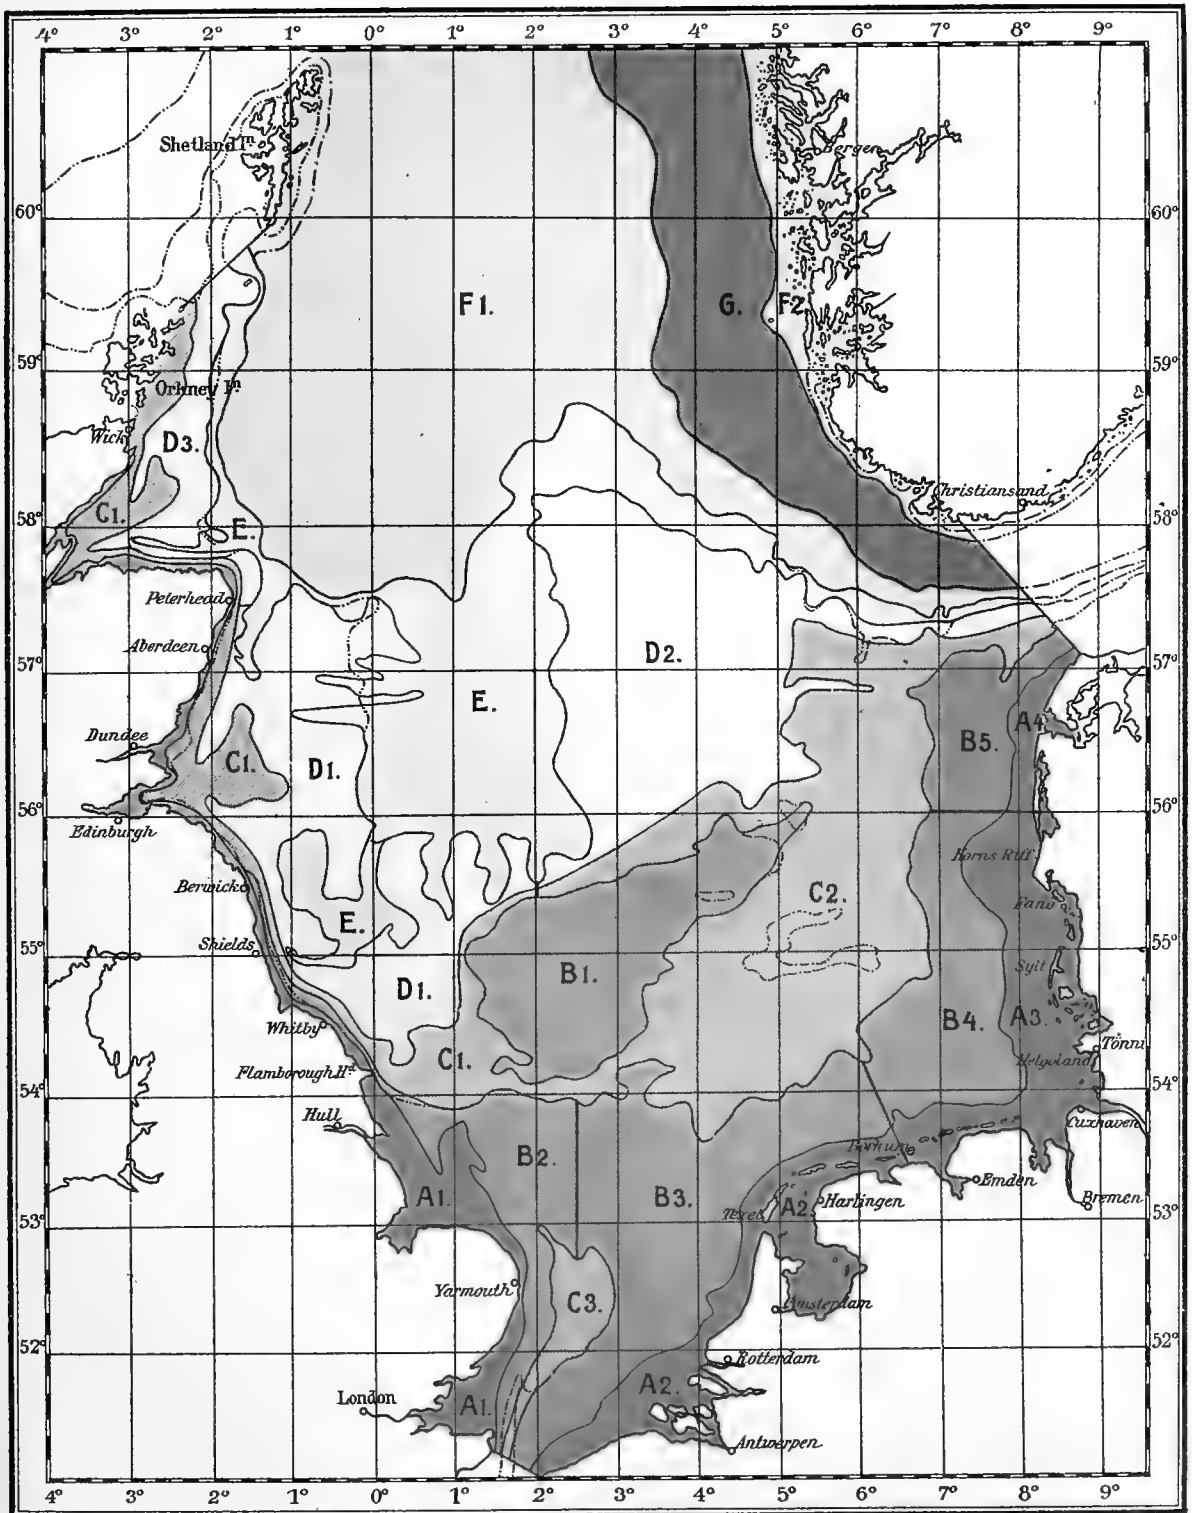 4° 3° 2° 1° 0° 1° 2° 3° 4° 5° 6° 7° 8° 9°
Shetland Iⁿ
Bergen
60° 60°
F1. G. F2
59° 59°
Orkney Iⁿ
Wick
D3.
Christiansand
C1.
58° 58°
E.
Peterhead
Aberdeen
D2.
57° 57°
E.
A4
Dundee
B5.
C1. D1.
56° 56°
Edinburgh
Horns Riff
Berwick
C2.
Fanö
E.
Shields
55° 55°
B1.
Sylt
D1.
B4. A3.
Whitby
Tönni
C1.
Helgoland
Flamborough Hᵈ
54° 54°
Hull
Cuxhaven
Borkum
B2.
Emden
A1. B3.
A2. Harlingen
Bremen
Texel
53° 53°
Yarmouth
C3.
Amsterdam
52° 52°
Rotterdam
A2.
London
A1.
Antwerpen
4° 3° 2° 1° 0° 1° 2° 3° 4° 5° 6° 7° 8° 9°